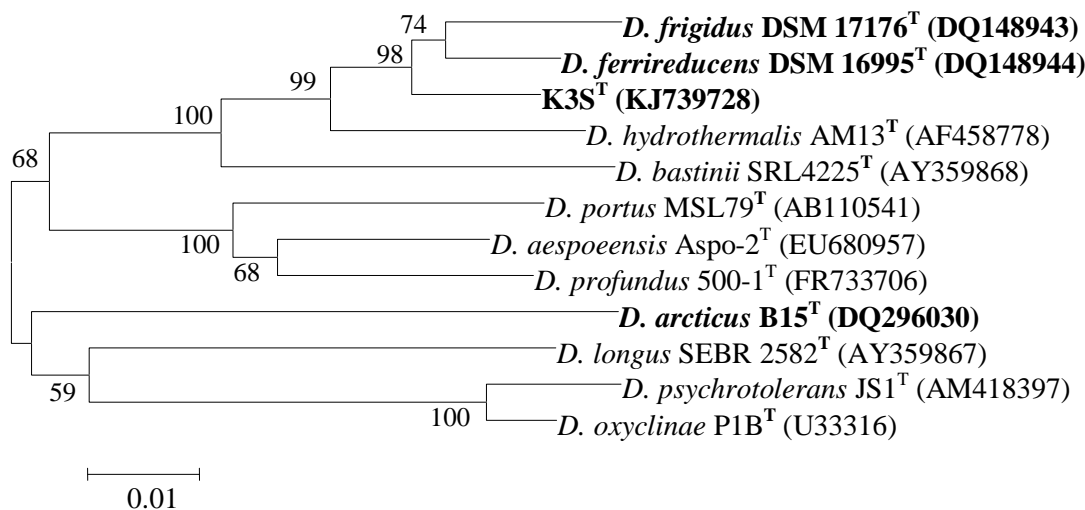 74
D. frigidus DSM 17176ᵀ (DQ148943)
98
D. ferrireducens DSM 16995ᵀ (DQ148944)
99
K3Sᵀ (KJ739728)
100
D. hydrothermalis AM13ᵀ (AF458778)
68
D. bastinii SRL4225ᵀ (AY359868)
D. portus MSL79ᵀ (AB110541)
100
D. aespoeensis Aspo-2ᵀ (EU680957)
68
D. profundus 500-1ᵀ (FR733706)
D. arcticus B15ᵀ (DQ296030)
D. longus SEBR 2582ᵀ (AY359867)
59
D. psychrotolerans JS1ᵀ (AM418397)
100
D. oxyclinae P1Bᵀ (U33316)
0.01